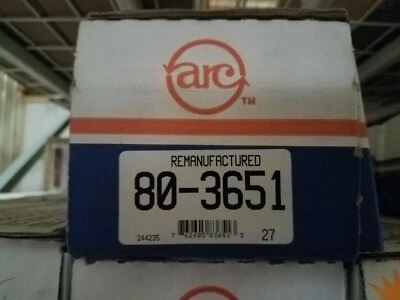 arc
TM
REMANUFACTURED
80-3651
244235
27